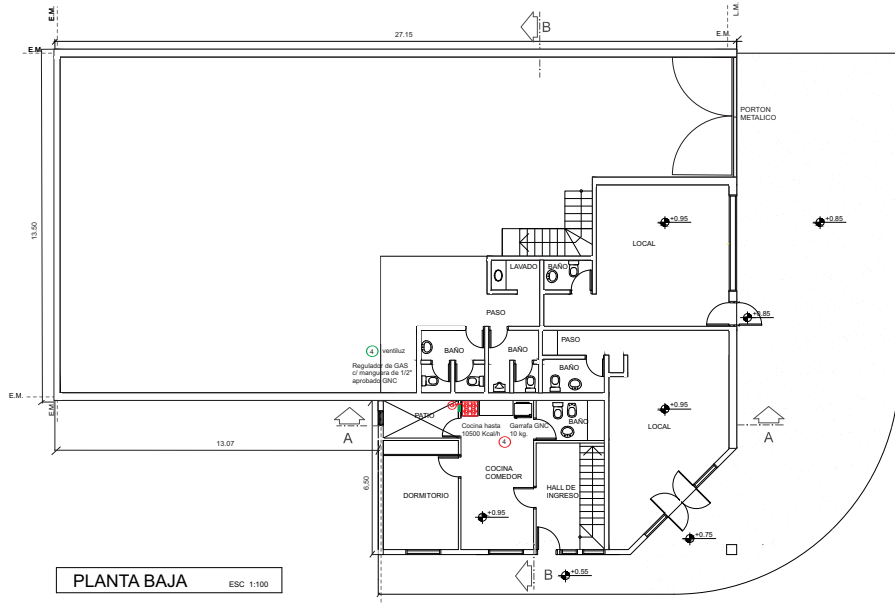 E.M.
L.M.
B
27.15
E.M.
E.M.
PORTON
METALICO
13.50
+0.95
+0.85
LOCAL
LAVADO
BAÑO
PASO
+0.85
4 ventiluz
BAÑO
BAÑO
PASO
Regulador de GAS
c/ manguera de 1/2"
aprobado GNC
BAÑO
E.M.
E.M.
+0.95
PATIO
Cocina hasta
10500 Kcal/h
Garrafa GNC
10 kg.
BAÑO
LOCAL
A
A
4
13.07
6.50
COCINA
COMEDOR
DORMITORIO
HALL DE
INGRESO
+0.95
+0.75
PLANTA BAJA
ESC 1:100
B
+0.55